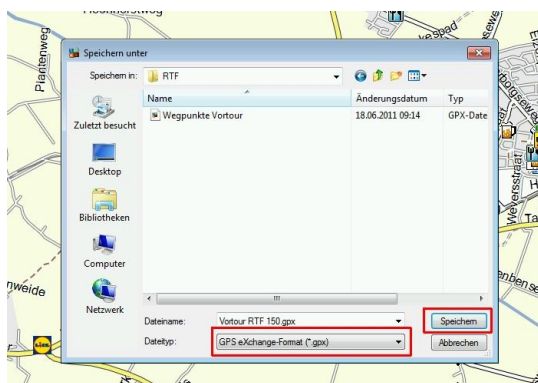 Plantenweg
Speichern unter
Speichern in:
RTF
Name
Änderungsdatum
Typ
Wegpunkte Vortour
18.06.2011 09:14
GPX-Date
Zuletzt besucht
Desktop
Bibliotheken
Computer
Netzwerk
Dateiname:
Vortour RTF 150.gpx
Speichern
Dateityp:
GPS eXchange-Format (*.gpx)
Abbrechen
Weversstraat